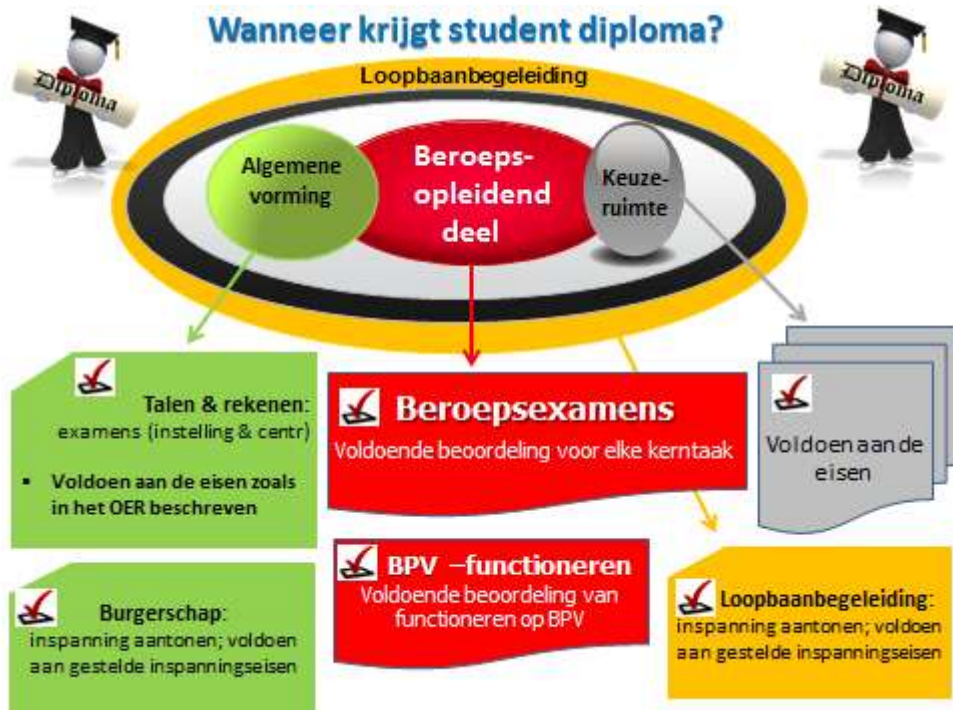 Wanneer krijgt student diploma?
Diploma
Diploma
Loopbaanbegeleiding
Algemene
vorming
Beroeps-
opleidend
deel
Keuze-
ruimte
Talen & rekenen:
examens (instelling & centr)
▪ Voldoen aan de eisen zoals
in het OER beschreven
Beroepsexamens
Voldoende beoordeling voor elke kerntaak
Voldoen aan de
eisen
Burgerschap:
inspanning aantonen; voldoen
aan gestelde inspanningseisen
BPV –functioneren
Voldoende beoordeling van
functioneren op BPV
Loopbaanbegeleiding:
inspanning aantonen; voldoen
aan gestelde inspanningseisen